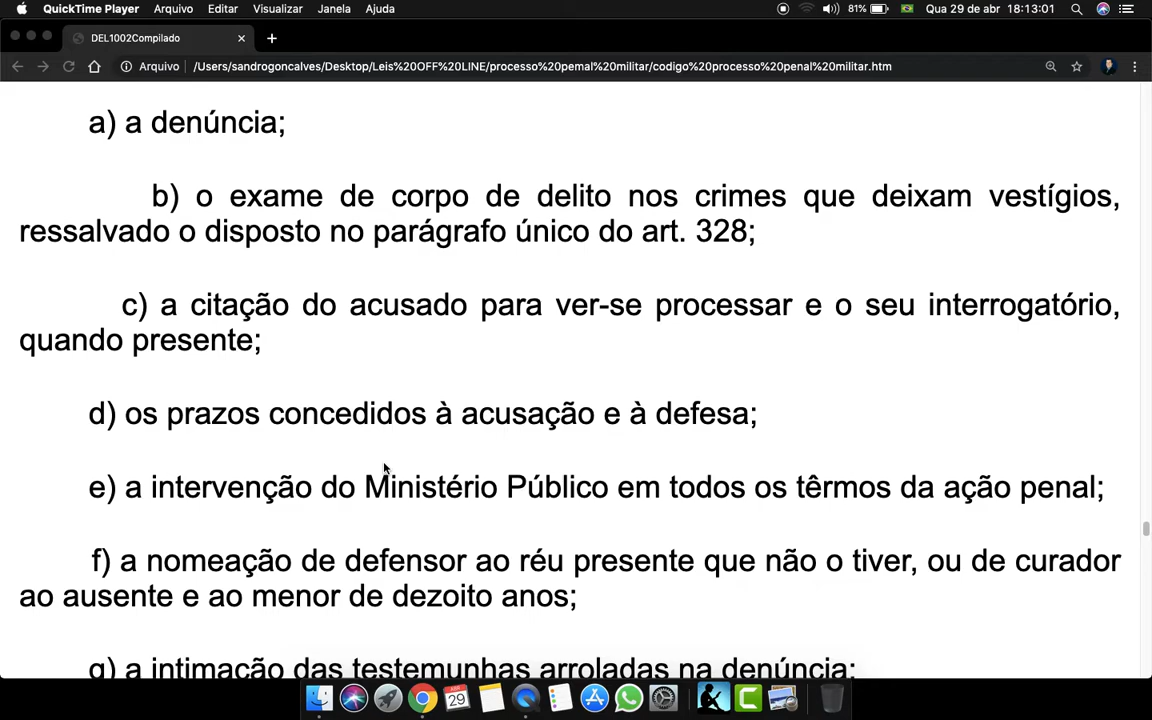 QuickTime Player Arquivo Editar Visualizar Janela Ajuda 81% Qua 29 de abr 18:13:01
DEL1002Compilado
Arquivo /Users/sandrogoncalves/Desktop/Leis%20OFF%20LINE/processo%20pemal%20militar/codigo%20processo%20penal%20militar.htm
a) a denúncia;
b) o exame de corpo de delito nos crimes que deixam vestígios,
ressalvado o disposto no parágrafo único do art. 328;
c) a citação do acusado para ver-se processar e o seu interrogatório,
quando presente;
d) os prazos concedidos à acusação e à defesa;
e) a intervenção do Ministério Público em todos os têrmos da ação penal;
f) a nomeação de defensor ao réu presente que não o tiver, ou de curador
ao ausente e ao menor de dezoito anos;
g) a intimação das testemunhas arroladas na denúncia;
ABR
29